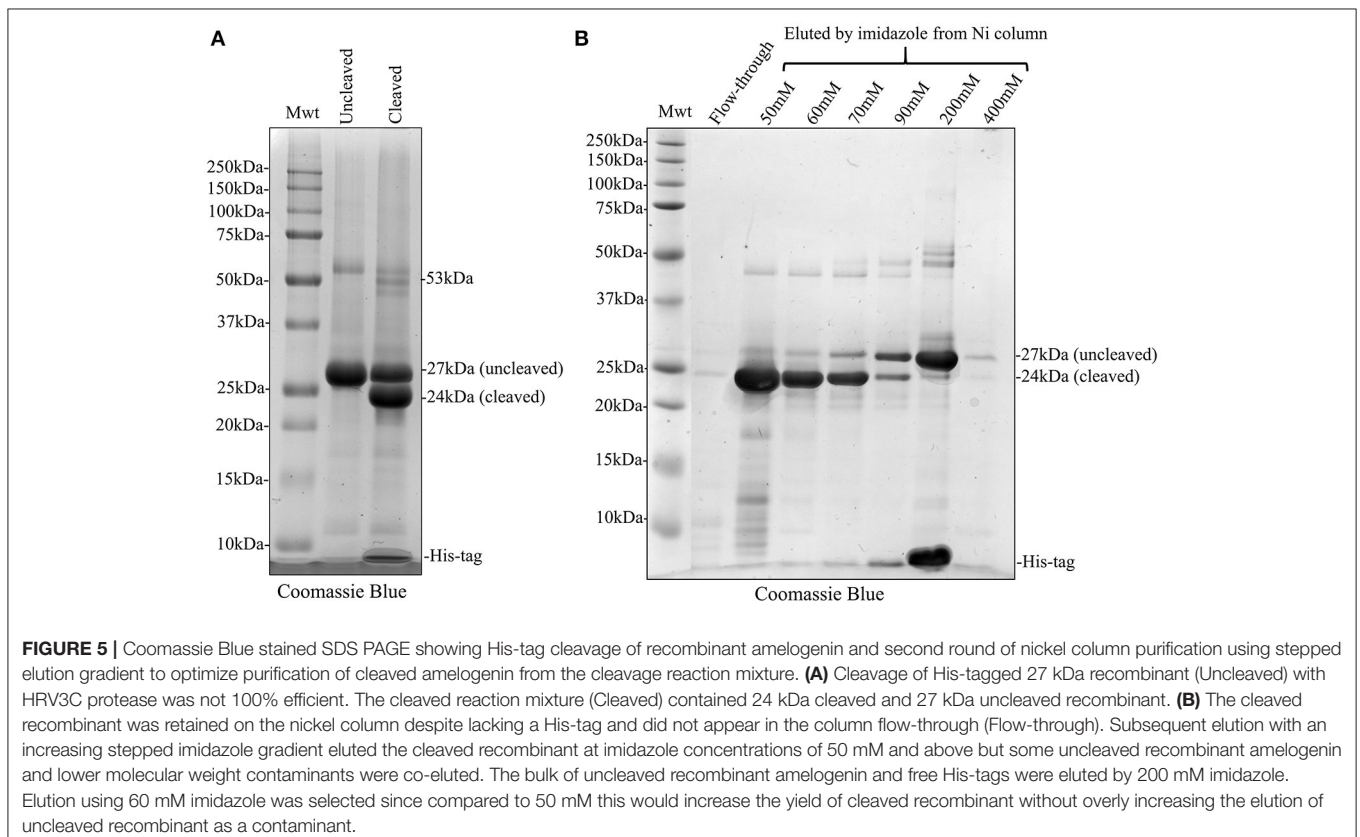 A
Mwt
Uncleaved
Cleaved
250kDa-
150kDa-
100kDa-
75kDa-
50kDa-
37kDa-
25kDa-
20kDa-
15kDa-
10kDa-
-53kDa
-27kDa (uncleaved)
-24kDa (cleaved)
-His-tag
Coomassie Blue
B
Eluted by imidazole from Ni column
Mwt
Flow-through
50mM
60mM
70mM
90mM
200mM
400mM
250kDa-
150kDa-
100kDa-
75kDa-
50kDa-
37kDa-
25kDa-
20kDa-
15kDa-
10kDa-
-27kDa (uncleaved)
-24kDa (cleaved)
-His-tag
Coomassie Blue
FIGURE 5 | Coomassie Blue stained SDS PAGE showing His-tag cleavage of recombinant amelogenin and second round of nickel column purification using stepped
elution gradient to optimize purification of cleaved amelogenin from the cleavage reaction mixture. (A) Cleavage of His-tagged 27 kDa recombinant (Uncleaved) with
HRV3C protease was not 100% efficient. The cleaved reaction mixture (Cleaved) contained 24 kDa cleaved and 27 kDa uncleaved recombinant. (B) The cleaved
recombinant was retained on the nickel column despite lacking a His-tag and did not appear in the column flow-through (Flow-through). Subsequent elution with an
increasing stepped imidazole gradient eluted the cleaved recombinant at imidazole concentrations of 50 mM and above but some uncleaved recombinant amelogenin
and lower molecular weight contaminants were co-eluted. The bulk of uncleaved recombinant amelogenin and free His-tags were eluted by 200 mM imidazole.
Elution using 60 mM imidazole was selected since compared to 50 mM this would increase the yield of cleaved recombinant without overly increasing the elution of
uncleaved recombinant as a contaminant.